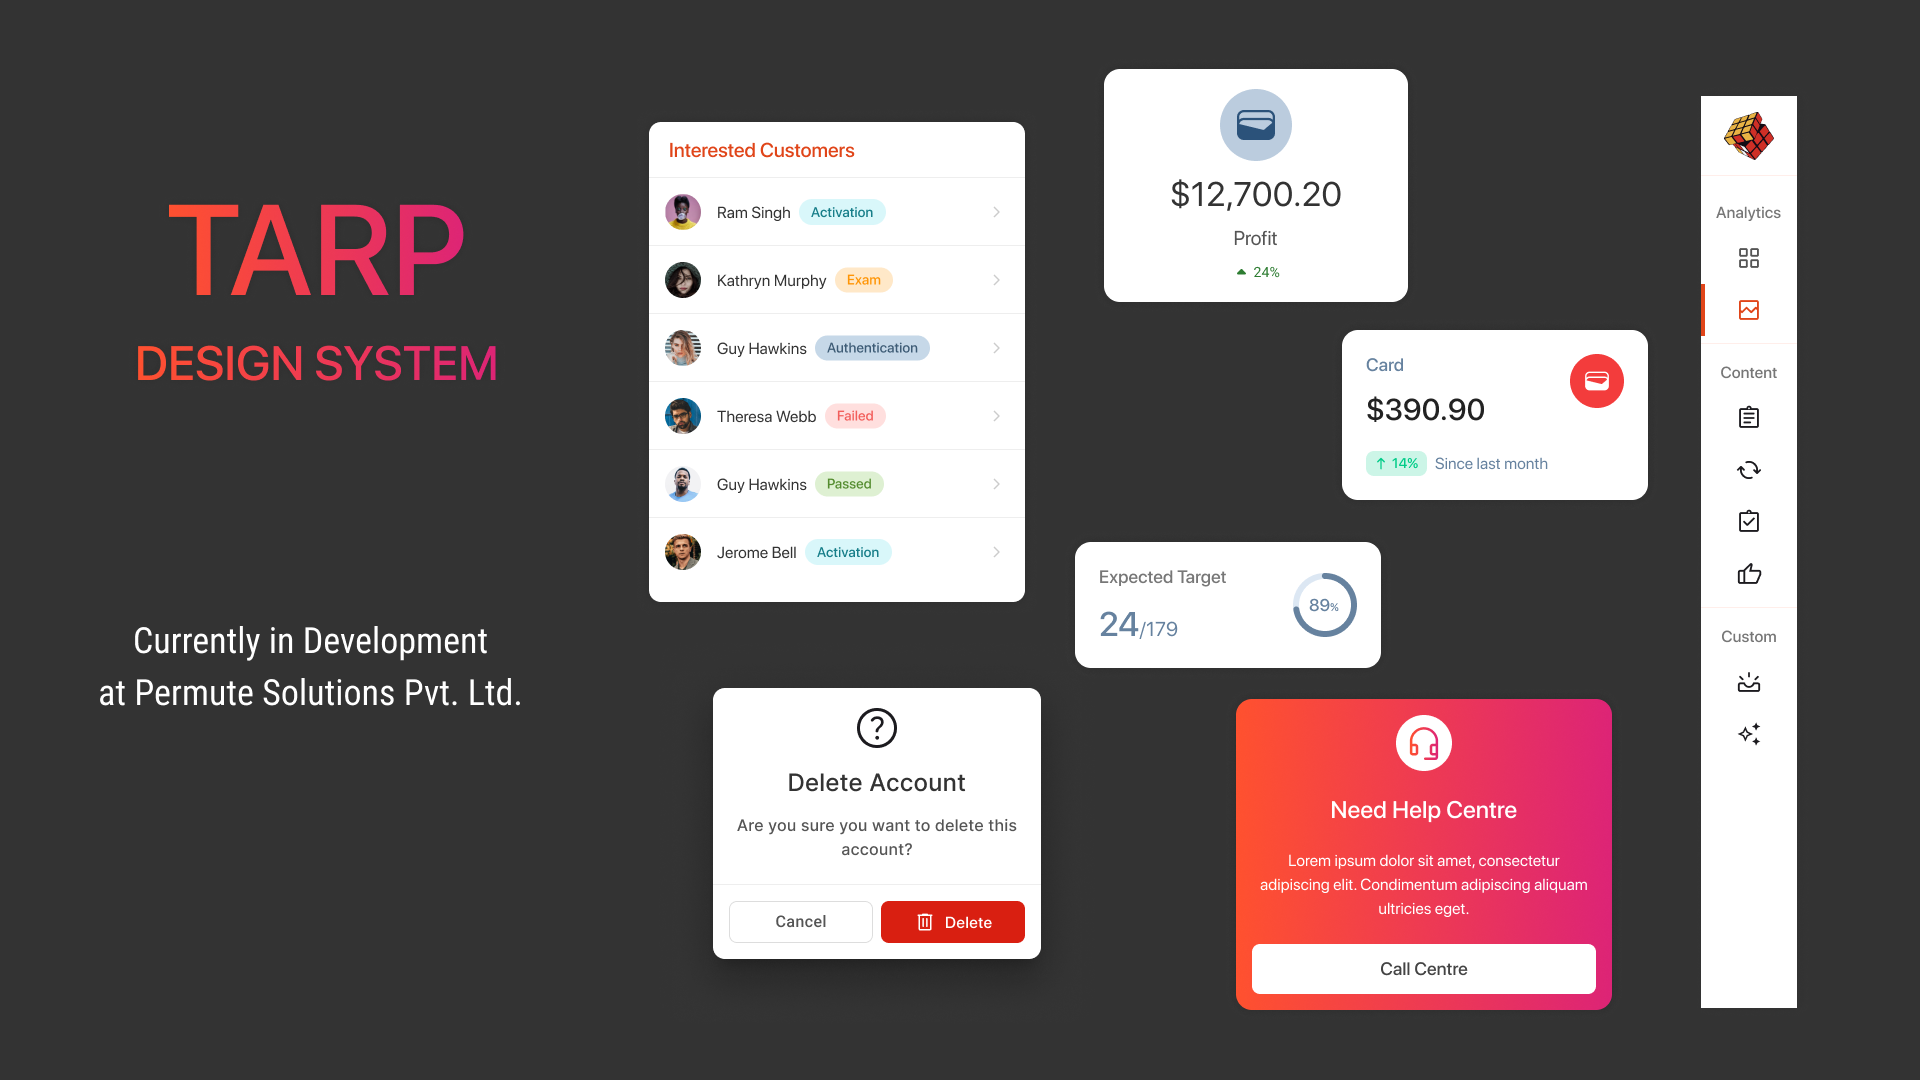 TARP
DESIGN SYSTEM
Currently in Development
at Permute Solutions Pvt. Ltd.
Interested Customers
Ram Singh Activation
Kathryn Murphy Exam
Guy Hawkins Authentication
Theresa Webb Failed
Guy Hawkins Passed
Jerome Bell Activation
$12,700.20
Profit
24%
Card
$390.90
14% Since last month
Expected Target
24/179
89%
Delete Account
Are you sure you want to delete this
account?
Cancel
Delete
Need Help Centre
Lorem ipsum dolor sit amet, consectetur
adipiscing elit. Condimentum adipiscing aliquam
ultricies eget.
Call Centre
Analytics
Content
Custom